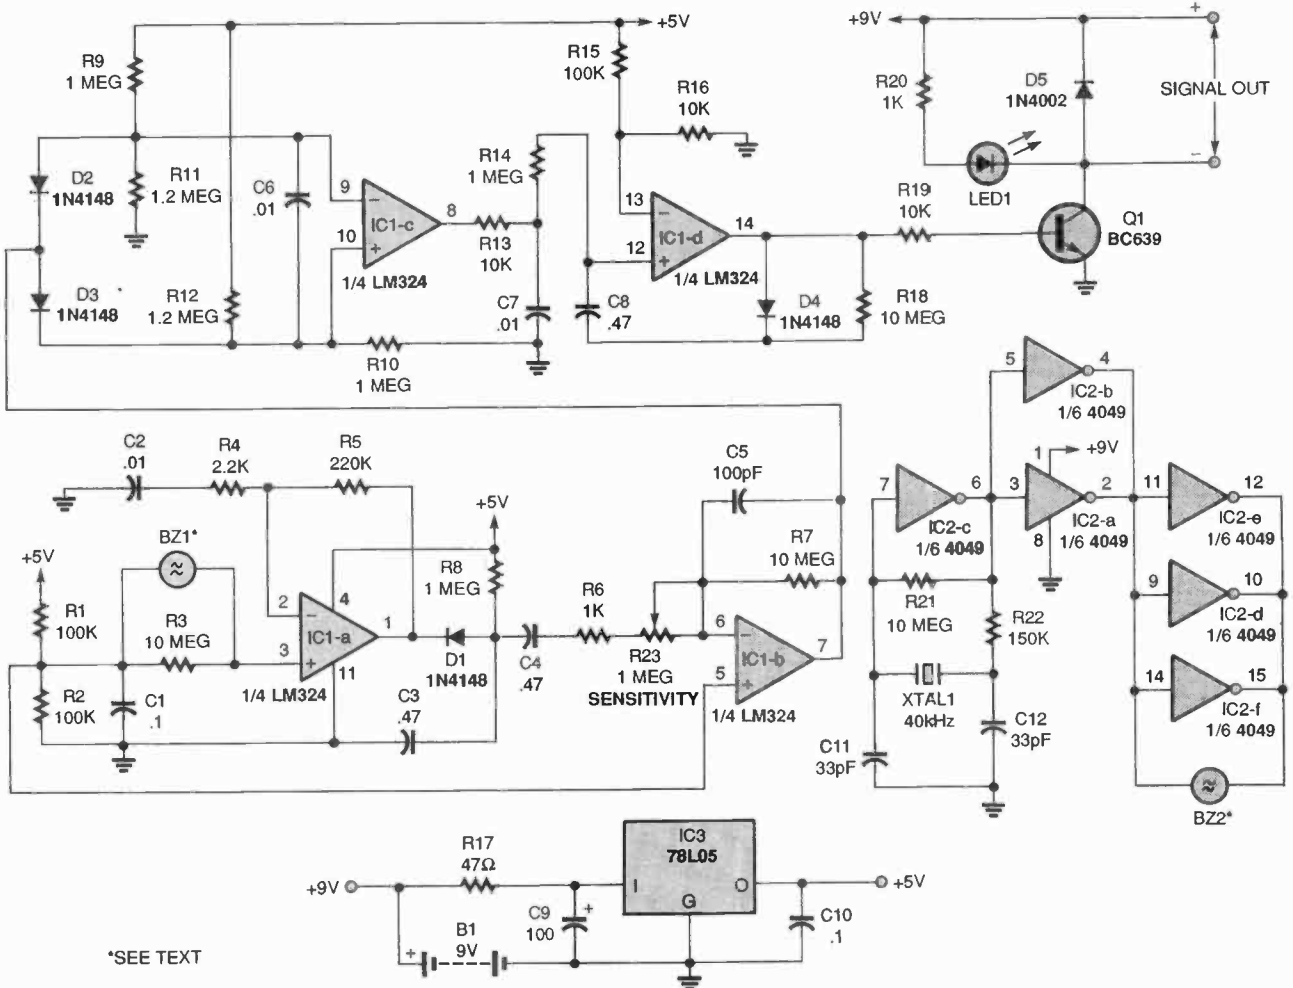 +5V
+9V
+
R9
1 MEG
R15
100K
R16
10K
R20
1K
D5
1N4002
SIGNAL OUT
D2
1N4148
R11
1.2 MEG
C6
.01
9
−
IC1-c
8
10
+
1/4 LM324
R14
1 MEG
R13
10K
13
−
IC1-d
14
12
+
1/4 LM324
R19
10K
LED1
−
Q1
BC639
D3
1N4148
R12
1.2 MEG
R10
1 MEG
C7
.01
C8
.47
D4
1N4148
R18
10 MEG
5
4
IC2-b
1/6 4049
C2
.01
R4
2.2K
R5
220K
C5
100pF
7
6
IC2-c
1/6 4049
1
+9V
3
2
IC2-a
1/6 4049
8
11
12
IC2-e
1/6 4049
BZ1*
+5V
+5V
R1
100K
R3
10 MEG
2
−
4
IC1-a
1
3
+
11
1/4 LM324
R8
1 MEG
D1
1N4148
R6
1K
R7
10 MEG
R21
10 MEG
R22
150K
9
10
IC2-d
1/6 4049
R2
100K
C1
.1
C3
.47
C4
.47
R23
1 MEG
SENSITIVITY
6
−
IC1-b
7
5
+
1/4 LM324
XTAL1
40kHz
C11
33pF
C12
33pF
14
15
IC2-f
1/6 4049
BZ2*
+9V
R17
47Ω
IC3
78L05
I
O
G
+5V
B1
9V
+
C9
100
+
C10
.1
*SEE TEXT